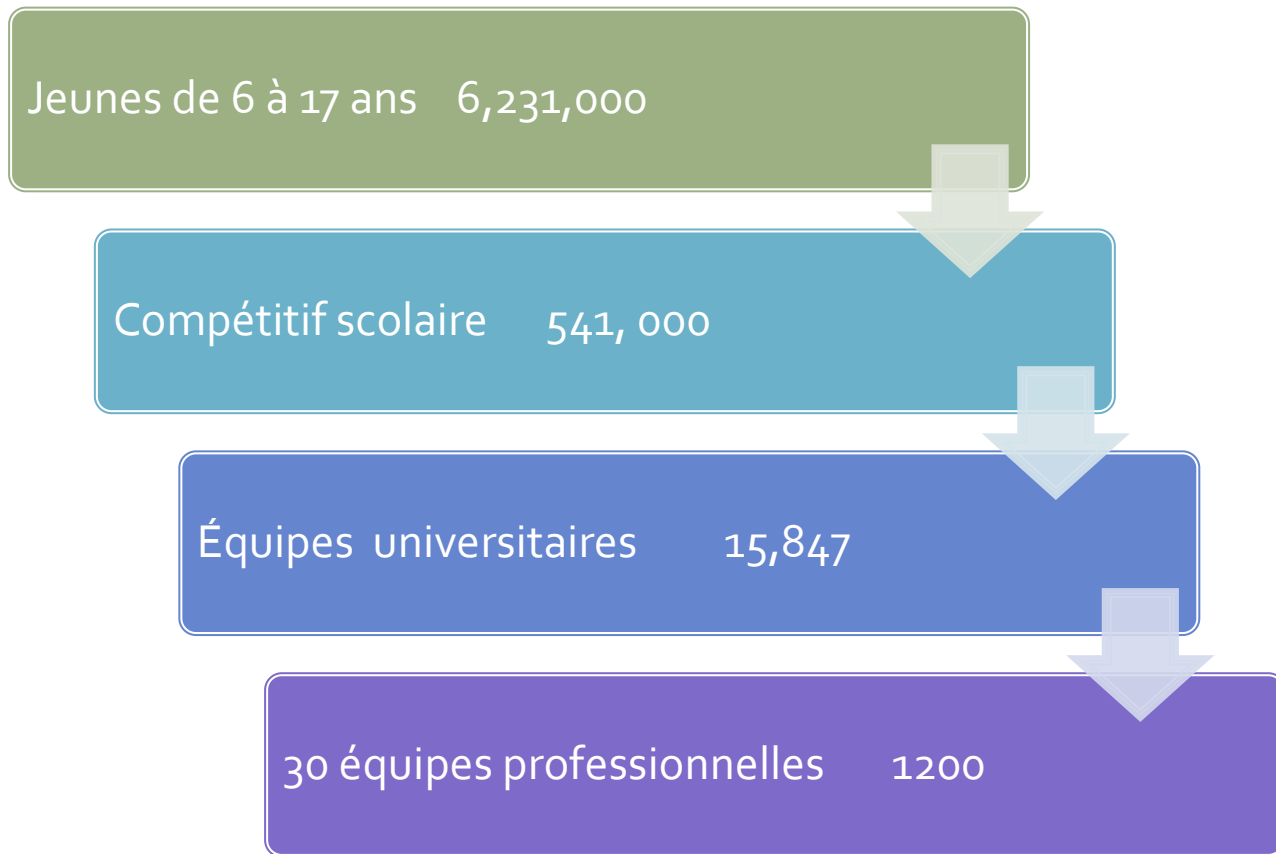 Jeunes de 6 à 17 ans 6,231,000
Compétitif scolaire 541, 000
Équipes universitaires 15,847
30 équipes professionnelles 1200